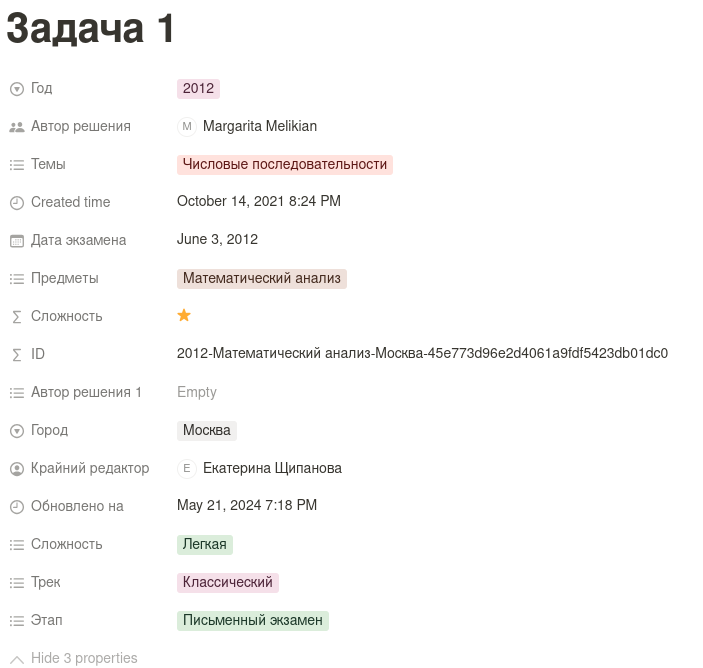 Задача 1
Год 2012
Автор решения M Margarita Melikian
Темы Числовые последовательности
Created time October 14, 2021 8:24 PM
Дата экзамена June 3, 2012
Предметы Математический анализ
Сложность
ID 2012-Математический анализ-Москва-45e773d96e2d4061a9fdf5423db01dc0
Автор решения 1 Empty
Город Москва
Крайний редактор Е Екатерина Щипанова
Обновлено на May 21, 2024 7:18 PM
Сложность Легкая
Трек Классический
Этап Письменный экзамен
Hide 3 properties